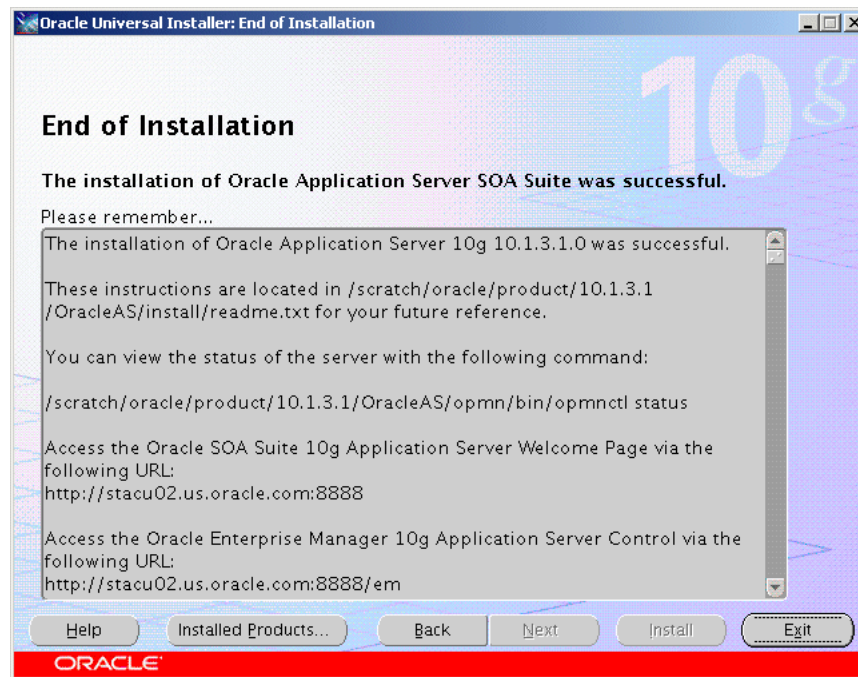 Oracle Universal Installer: End of Installation
10g
End of Installation
The installation of Oracle Application Server SOA Suite was successful.
Please remember...
The installation of Oracle Application Server 10g 10.1.3.1.0 was successful.
These instructions are located in /scratch/oracle/product/10.1.3.1
/OracleAS/install/readme.txt for your future reference.
You can view the status of the server with the following command:
/scratch/oracle/product/10.1.3.1/OracleAS/opmn/bin/opmnctl status
Access the Oracle SOA Suite 10g Application Server Welcome Page via the
following URL:
http://stacu02.us.oracle.com:8888
Access the Oracle Enterprise Manager 10g Application Server Control via the
following URL:
http://stacu02.us.oracle.com:8888/em
Help Installed Products... Back Next Install Exit
ORACLE